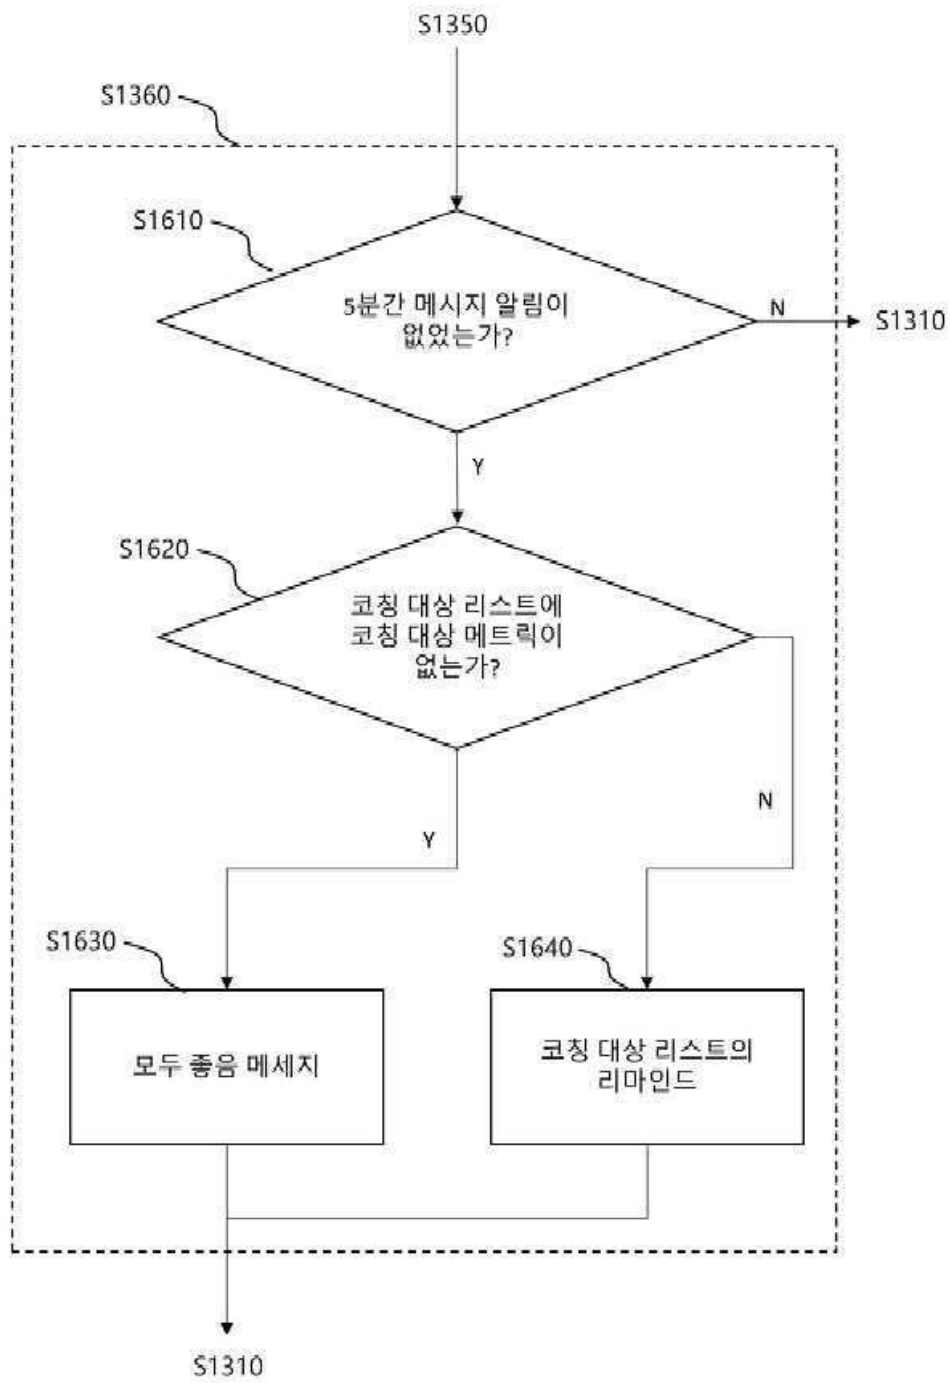 S1350
S1360
S1610
5분간 메시지 알림이
없었는가?
N
S1310
Y
S1620
코칭 대상 리스트에
코칭 대상 메트릭이
없는가?
N
Y
S1630
S1640
모두 좋음 메세지
코칭 대상 리스트의
리마인드
S1310